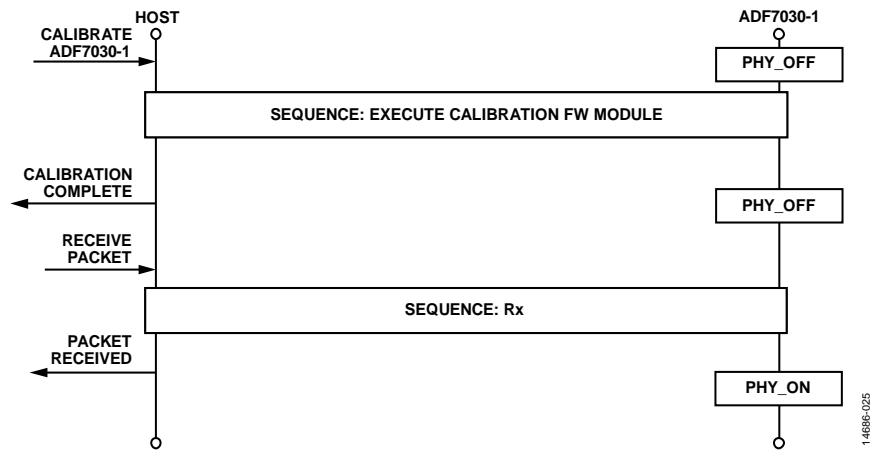 HOST
ADF7030-1
CALIBRATE
ADF7030-1
PHY_OFF
SEQUENCE: EXECUTE CALIBRATION FW MODULE
CALIBRATION
COMPLETE
PHY_OFF
RECEIVE
PACKET
SEQUENCE: Rx
PACKET
RECEIVED
PHY_ON
14686-025